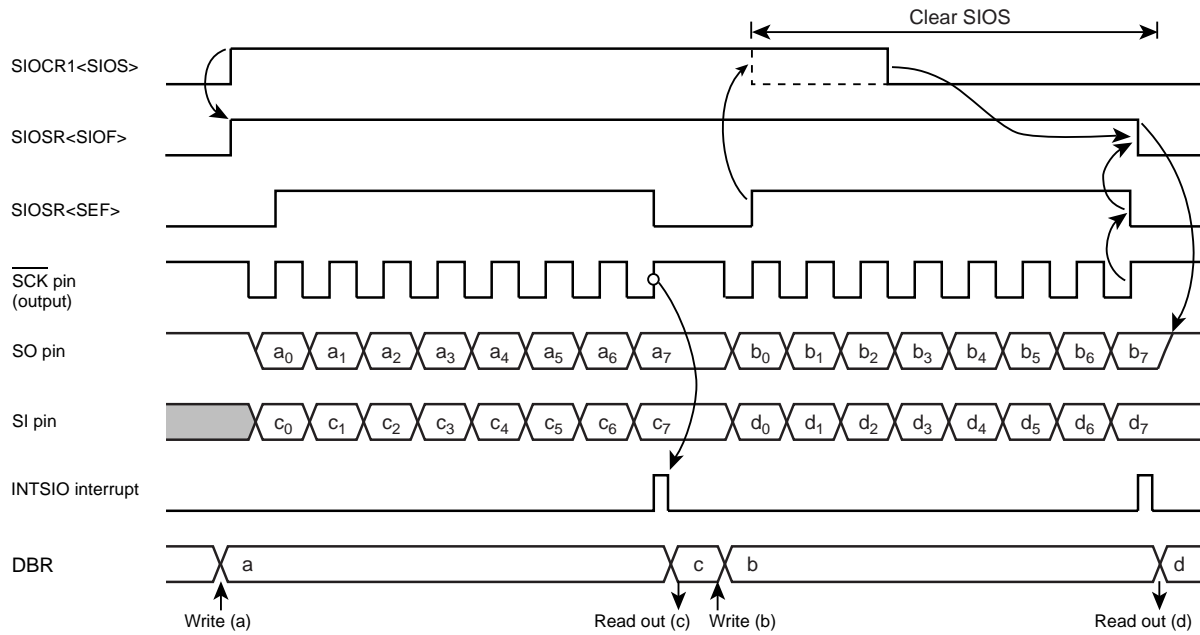 Clear SIOS
SIOCR1<SIOS>
SIOSR<SIOF>
SIOSR<SEF>
SCK pin
(output)
SO pin a0 a1 a2 a3 a4 a5 a6 a7 b0 b1 b2 b3 b4 b5 b6 b7
SI pin c0 c1 c2 c3 c4 c5 c6 c7 d0 d1 d2 d3 d4 d5 d6 d7
INTSIO interrupt
DBR a c b d
Write (a) Read out (c) Write (b) Read out (d)